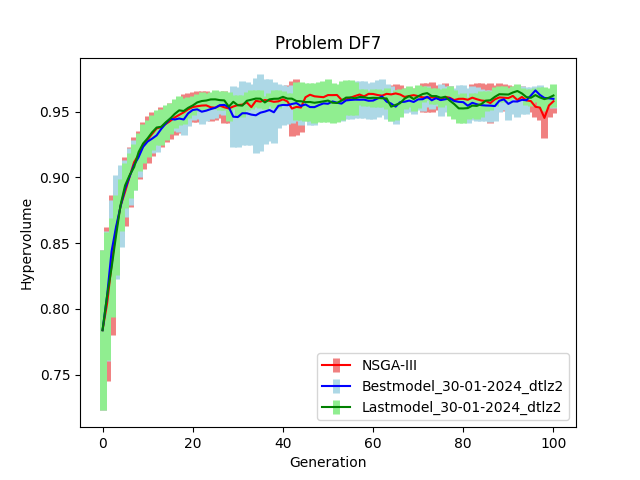 Problem DF7
0.95
0.90
0.85
0.80
0.75
Hypervolume
NSGA-III
Bestmodel_30-01-2024_dtlz2
Lastmodel_30-01-2024_dtlz2
0 20 40 60 80 100
Generation